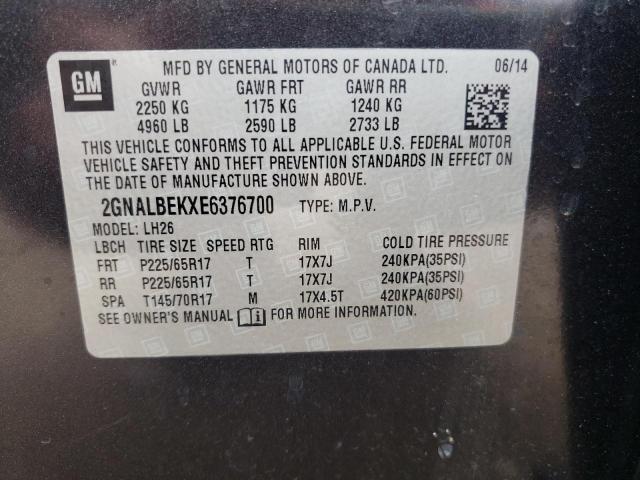 GM
MFD BY GENERAL MOTORS OF CANADA LTD. 06/14
GVWR GAWR FRT GAWR RR
2250 KG 1175 KG 1240 KG
4960 LB 2590 LB 2733 LB
THIS VEHICLE CONFORMS TO ALL APPLICABLE U.S. FEDERAL MOTOR
VEHICLE SAFETY AND THEFT PREVENTION STANDARDS IN EFFECT ON
THE DATE OF MANUFACTURE SHOWN ABOVE.
2GNALBEKXE6376700 TYPE: M.P.V.
MODEL: LH26
LBCH TIRE SIZE SPEED RTG RIM COLD TIRE PRESSURE
FRT P225/65R17 T 17X7J 240KPA(35PSI)
RR P225/65R17 T 17X7J 240KPA(35PSI)
SPA T145/70R17 M 17X4.5T 420KPA(60PSI)
SEE OWNER'S MANUAL FOR MORE INFORMATION.